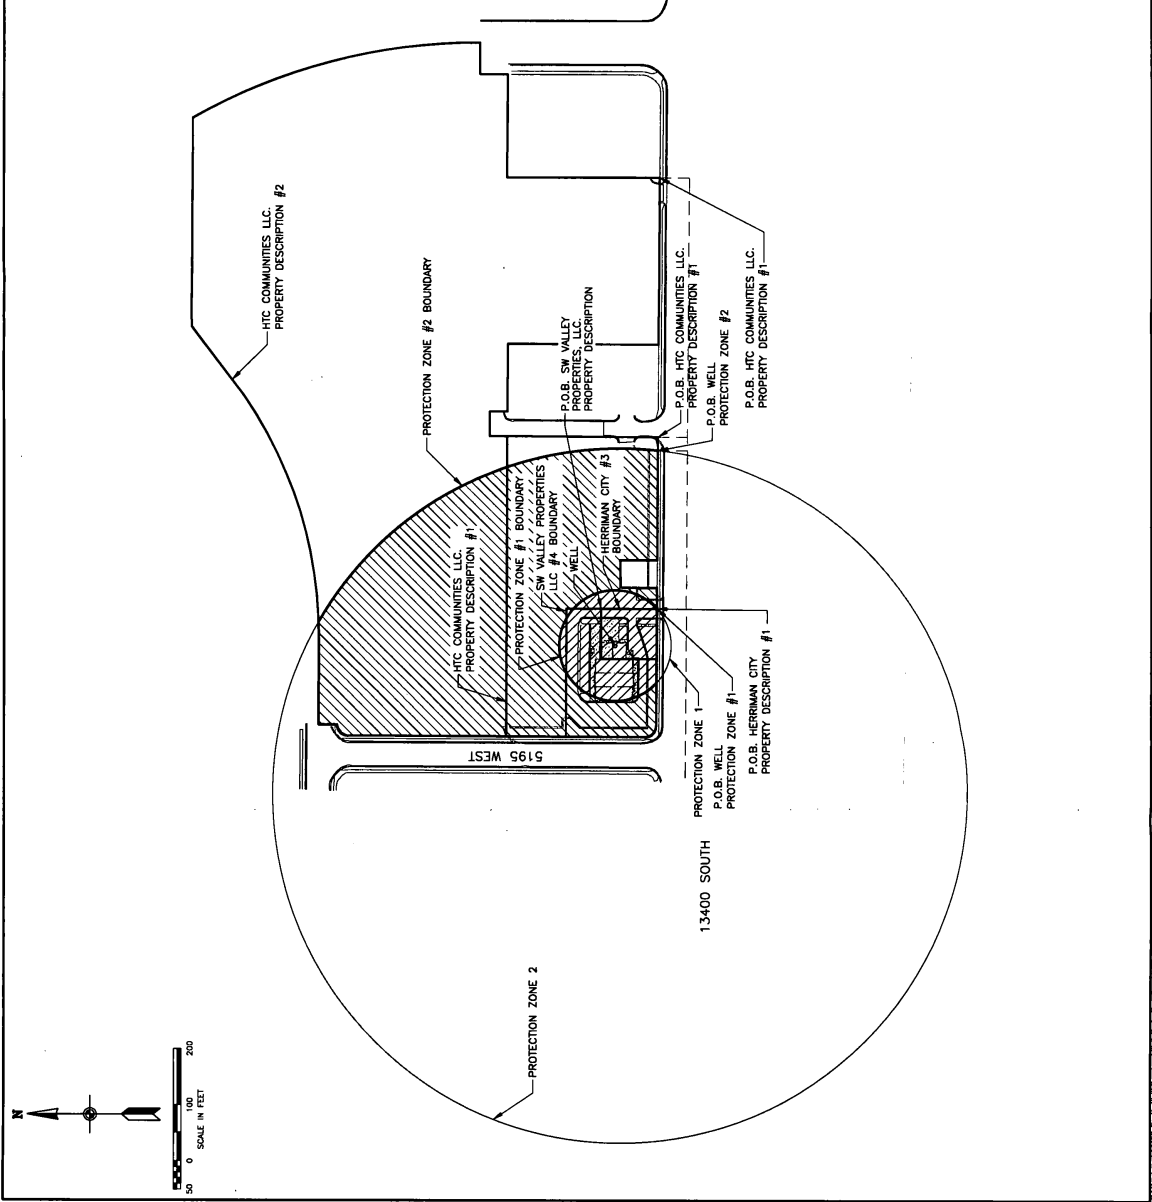 HTC COMMUNITIES LLC.
PROPERTY DESCRIPTION #2
PROTECTION ZONE #2 BOUNDARY
P.O.B. SW VALLEY
PROPERTIES, LLC.
PROPERTY DESCRIPTION
P.O.B. HTC COMMUNITIES LLC.
PROPERTY DESCRIPTION #1
P.O.B. WELL
PROTECTION ZONE #2
P.O.B. HTC COMMUNITIES LLC.
PROPERTY DESCRIPTION #1
HTC COMMUNITIES LLC.
PROPERTY DESCRIPTION #1
PROTECTION ZONE #1 BOUNDARY
SW VALLEY PROPERTIES
LLC #4 BOUNDARY
WELL
HERRIMAN CITY #3
BOUNDARY
5195 WEST
PROTECTION ZONE 1
P.O.B. WELL
PROTECTION ZONE #1
P.O.B. HERRIMAN CITY
PROPERTY DESCRIPTION #1
13400 SOUTH
PROTECTION ZONE 2
N
50 0 100 200
SCALE IN FEET